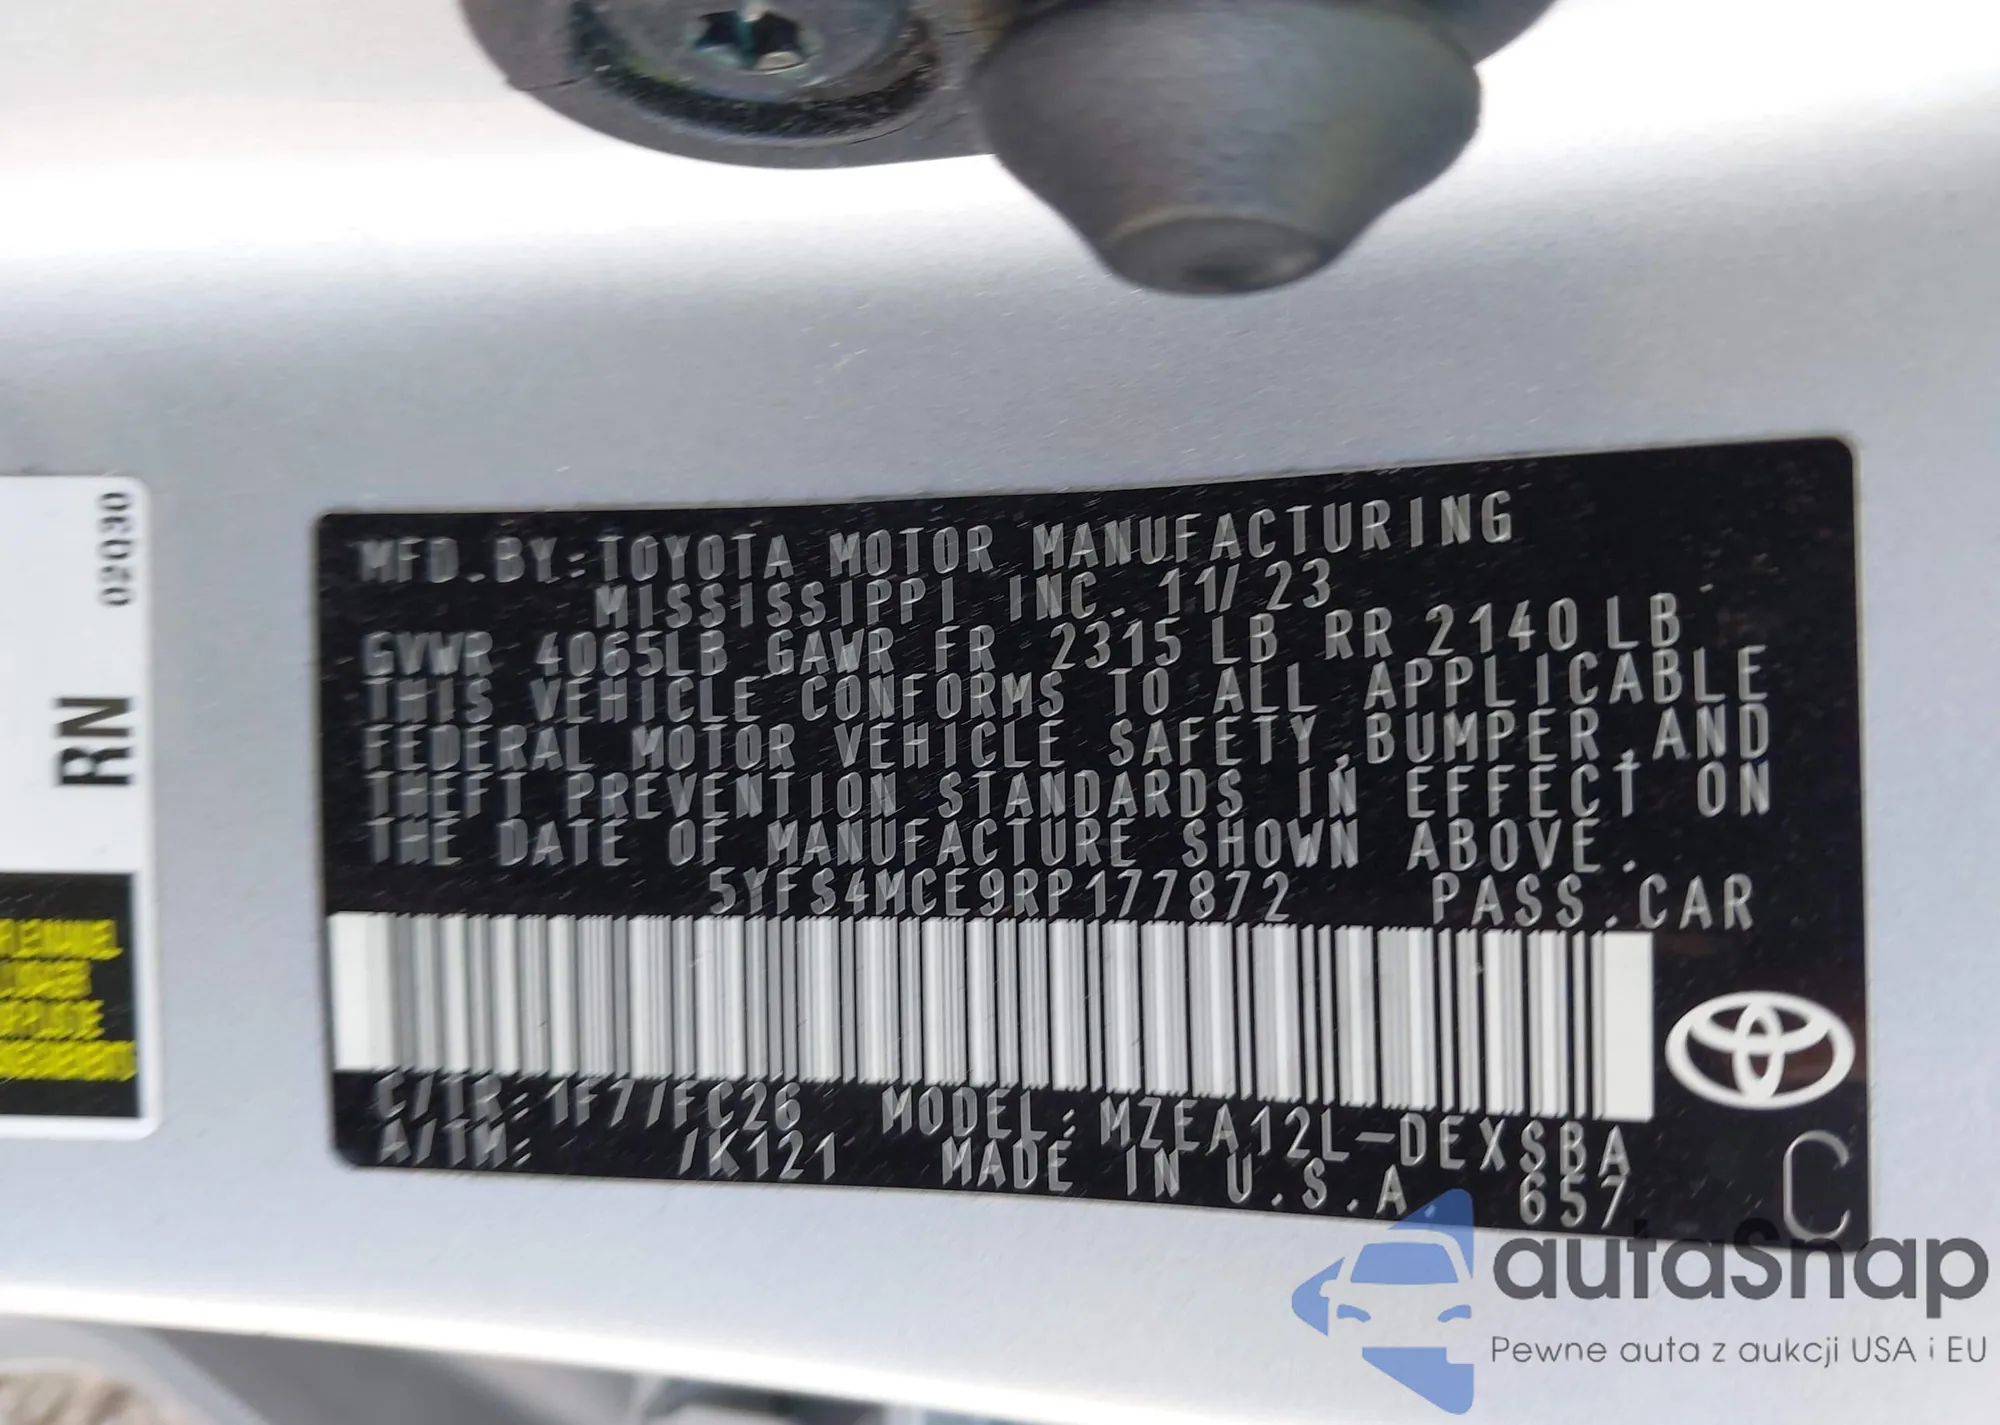 02030
RN
MFD.BY:TOYOTA MOTOR MANUFACTURING
MISSISSIPPI INC. 11/23
GVWR 4065LB GAWR FR 2315 LB RR 2140 LB
THIS VEHICLE CONFORMS TO ALL APPLICABLE
FEDERAL MOTOR VEHICLE SAFETY,BUMPER,AND
THEFT PREVENTION STANDARDS IN EFFECT ON
THE DATE OF MANUFACTURE SHOWN ABOVE.
5YFS4MCE9RP177872 PASS.CAR
C/TR:1F7/FC26 MODEL:MZEA12L-DEXSBA
A/TM: /K121 MADE IN U.S.A. 657
C
autoSnap
Pewne auta z aukcji USA i EU